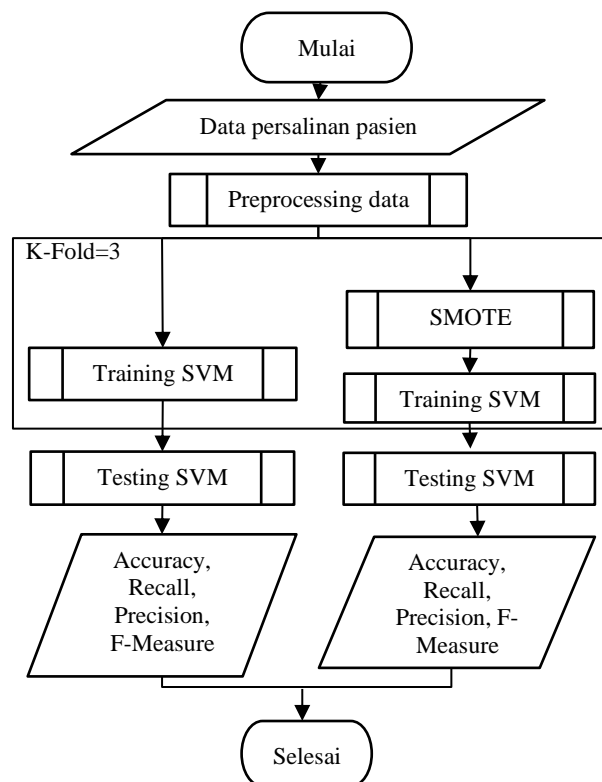 Mulai
Data persalinan pasien
Preprocessing data
K-Fold=3
SMOTE
Training SVM
Training SVM
Testing SVM
Testing SVM
Accuracy,
Recall,
Precision,
F-Measure
Accuracy,
Recall,
Precision, F-
Measure
Selesai